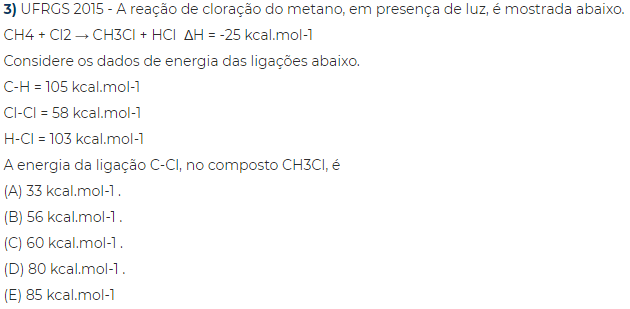 3) UFRGS 2015 - A reação de cloração do metano, em presença de luz, é mostrada abaixo.
CH4 + Cl2 → CH3Cl + HCl  ΔH = -25 kcal.mol-1
Considere os dados de energia das ligações abaixo.
C-H = 105 kcal.mol-1
Cl-Cl = 58 kcal.mol-1
H-Cl = 103 kcal.mol-1
A energia da ligação C-Cl, no composto CH3Cl, é
(A) 33 kcal.mol-1 .
(B) 56 kcal.mol-1 .
(C) 60 kcal.mol-1 .
(D) 80 kcal.mol-1 .
(E) 85 kcal.mol-1